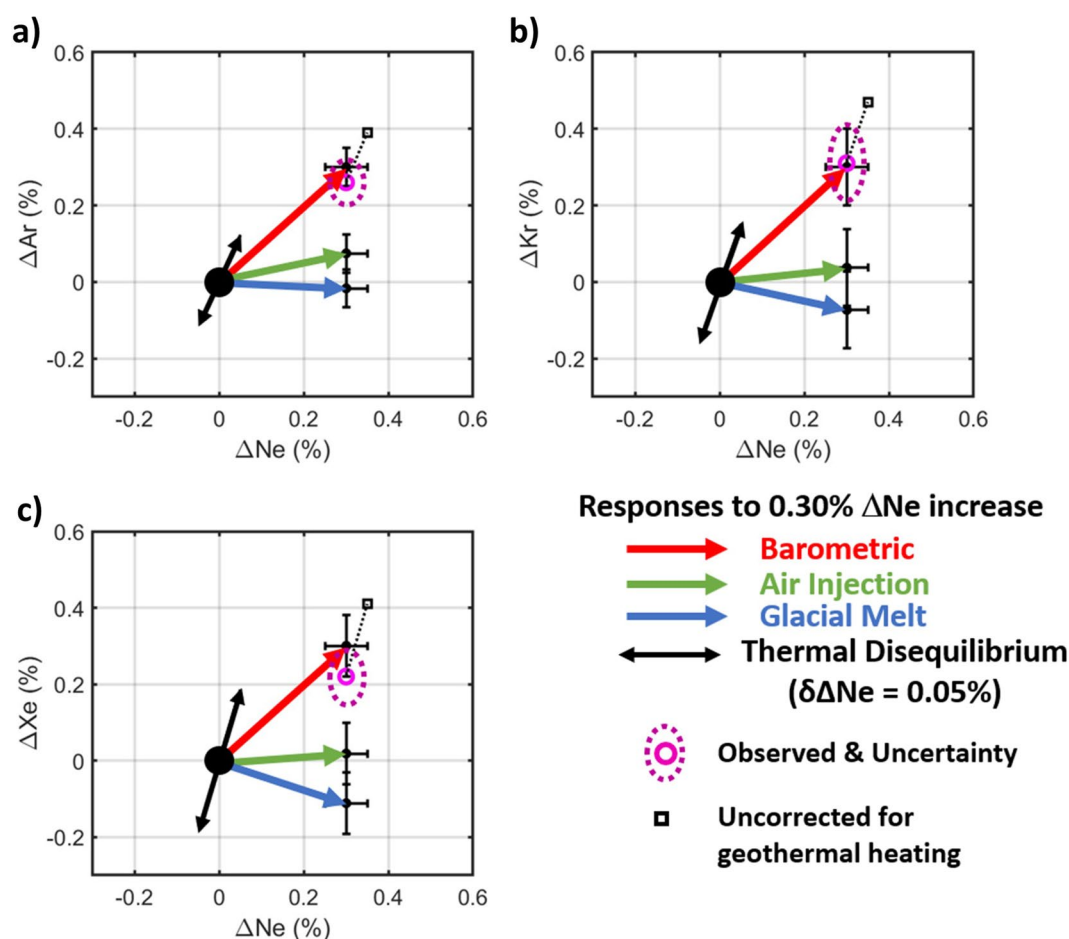 a)
0.6
0.4
0.2
0
-0.2
ΔAr (%)
-0.2 0 0.2 0.4 0.6
ΔNe (%)
b)
0.6
0.4
0.2
0
-0.2
ΔKr (%)
-0.2 0 0.2 0.4 0.6
ΔNe (%)
c)
0.6
0.4
0.2
0
-0.2
ΔXe (%)
-0.2 0 0.2 0.4 0.6
ΔNe (%)
Responses to 0.30% ΔNe increase
Barometric
Air Injection
Glacial Melt
Thermal Disequilibrium
(δΔNe = 0.05%)
Observed & Uncertainty
Uncorrected for
geothermal heating